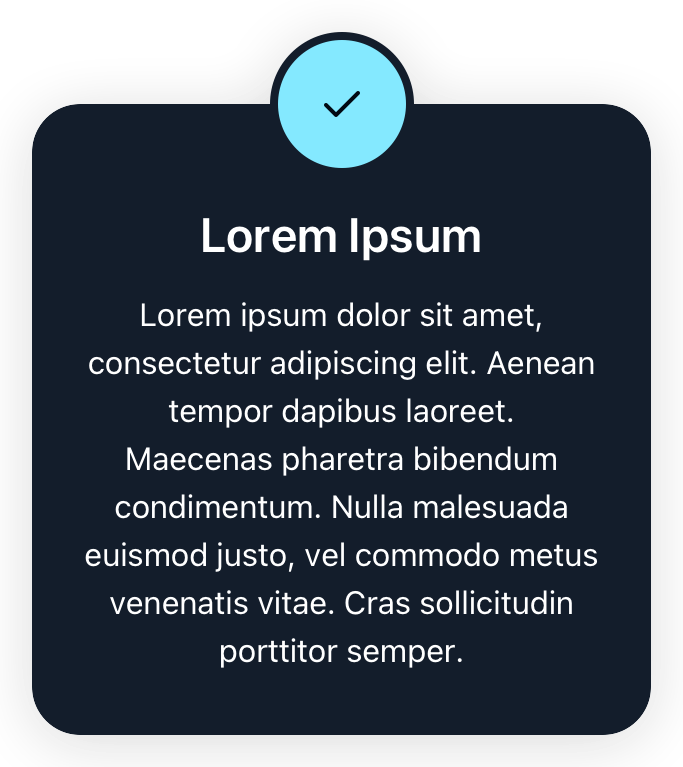 Lorem Ipsum
Lorem ipsum dolor sit amet,
consectetur adipiscing elit. Aenean
tempor dapibus laoreet.
Maecenas pharetra bibendum
condimentum. Nulla malesuada
euismod justo, vel commodo metus
venenatis vitae. Cras sollicitudin
porttitor semper.